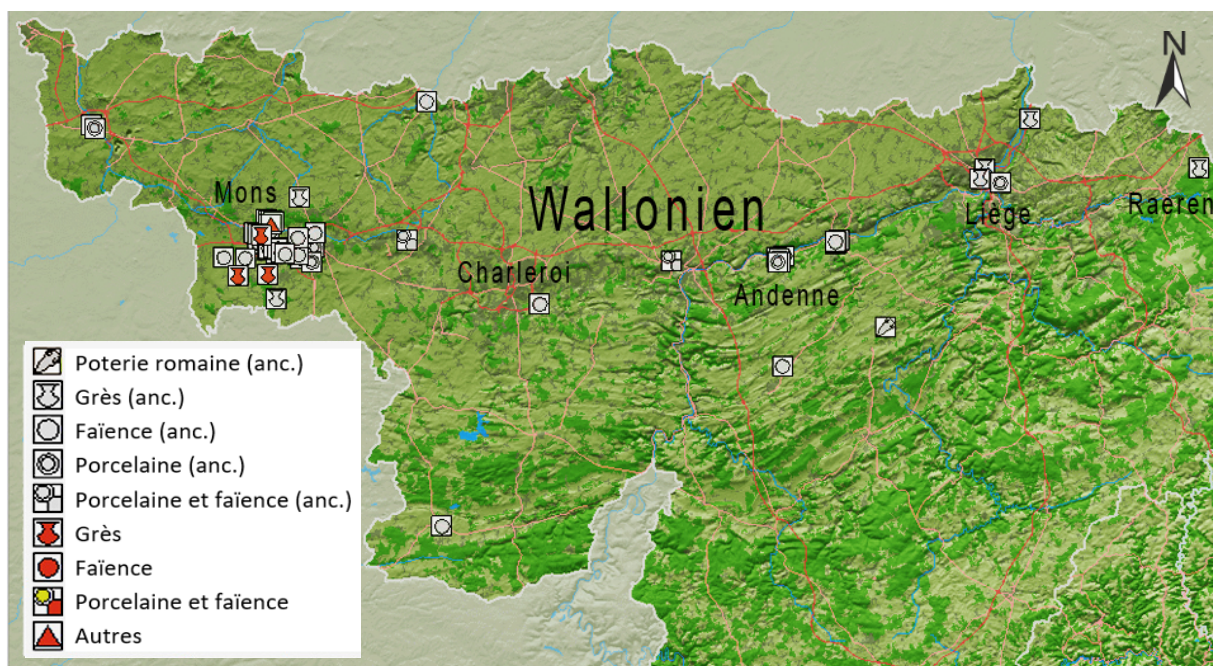 N
Mons
Wallonien
Liège
Raeren
Charleroi
Andenne
Poterie romaine (anc.)
Grès (anc.)
Faïence (anc.)
Porcelaine (anc.)
Porcelaine et faïence (anc.)
Grès
Faïence
Porcelaine et faïence
Autres